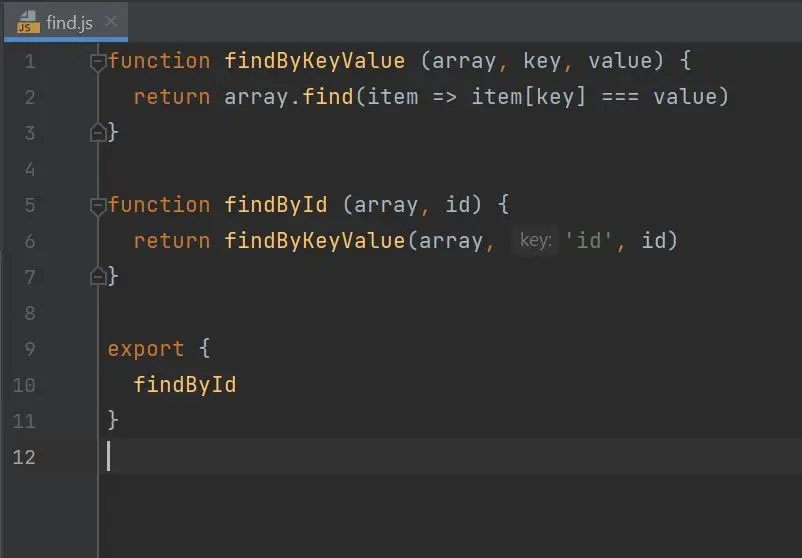 JS find.js ×
1 function findByKeyValue (array, key, value) {
2   return array.find(item => item[key] === value)
3 }
4
5 function findById (array, id) {
6   return findByKeyValue(array, key: 'id', id)
7 }
8
9 export {
10   findById
11 }
12